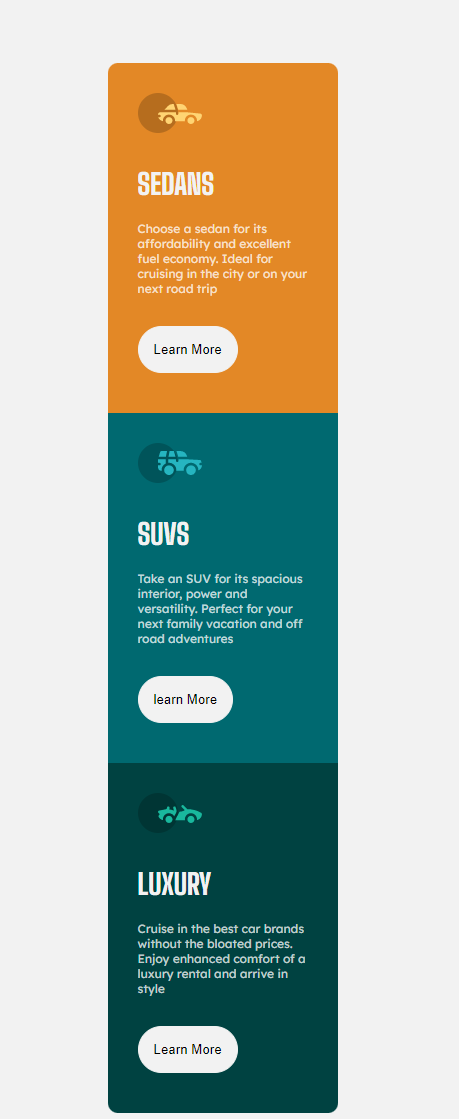 SEDANS
Choose a sedan for its
affordability and excellent
fuel economy. Ideal for
cruising in the city or on your
next road trip
Learn More
SUVS
Take an SUV for its spacious
interior, power and
versatility. Perfect for your
next family vacation and off
road adventures
learn More
LUXURY
Cruise in the best car brands
without the bloated prices.
Enjoy enhanced comfort of a
luxury rental and arrive in
style
Learn More